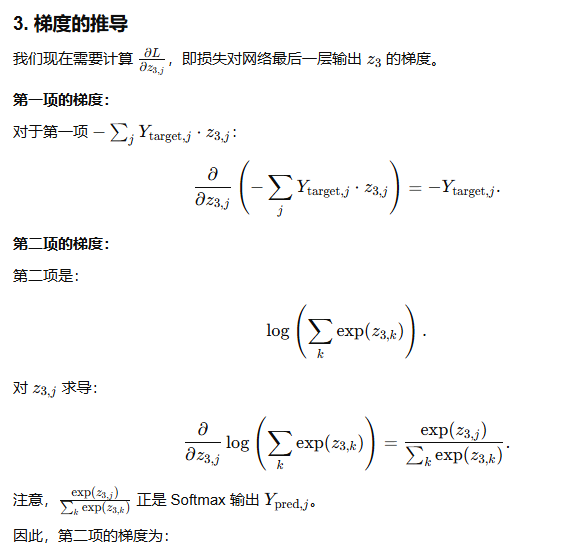 3. 梯度的推导
我们现在需要计算 $\frac{\partial L}{\partial z_{3,j}}$，即损失对网络最后一层输出 $z_3$ 的梯度。
第一项的梯度：
对于第一项 $-\sum_j Y_{\text{target},j} \cdot z_{3,j}$：
$\frac{\partial}{\partial z_{3,j}} \left( -\sum_j Y_{\text{target},j} \cdot z_{3,j} \right) = -Y_{\text{target},j}.$
第二项的梯度：
第二项是：
$\log \left( \sum_k \exp(z_{3,k}) \right).$
对 $z_{3,j}$ 求导：
$\frac{\partial}{\partial z_{3,j}} \log \left( \sum_k \exp(z_{3,k}) \right) = \frac{\exp(z_{3,j})}{\sum_k \exp(z_{3,k})}.$
注意，$\frac{\exp(z_{3,j})}{\sum_k \exp(z_{3,k})}$ 正是 Softmax 输出 $Y_{\text{pred},j}$。
因此，第二项的梯度为：